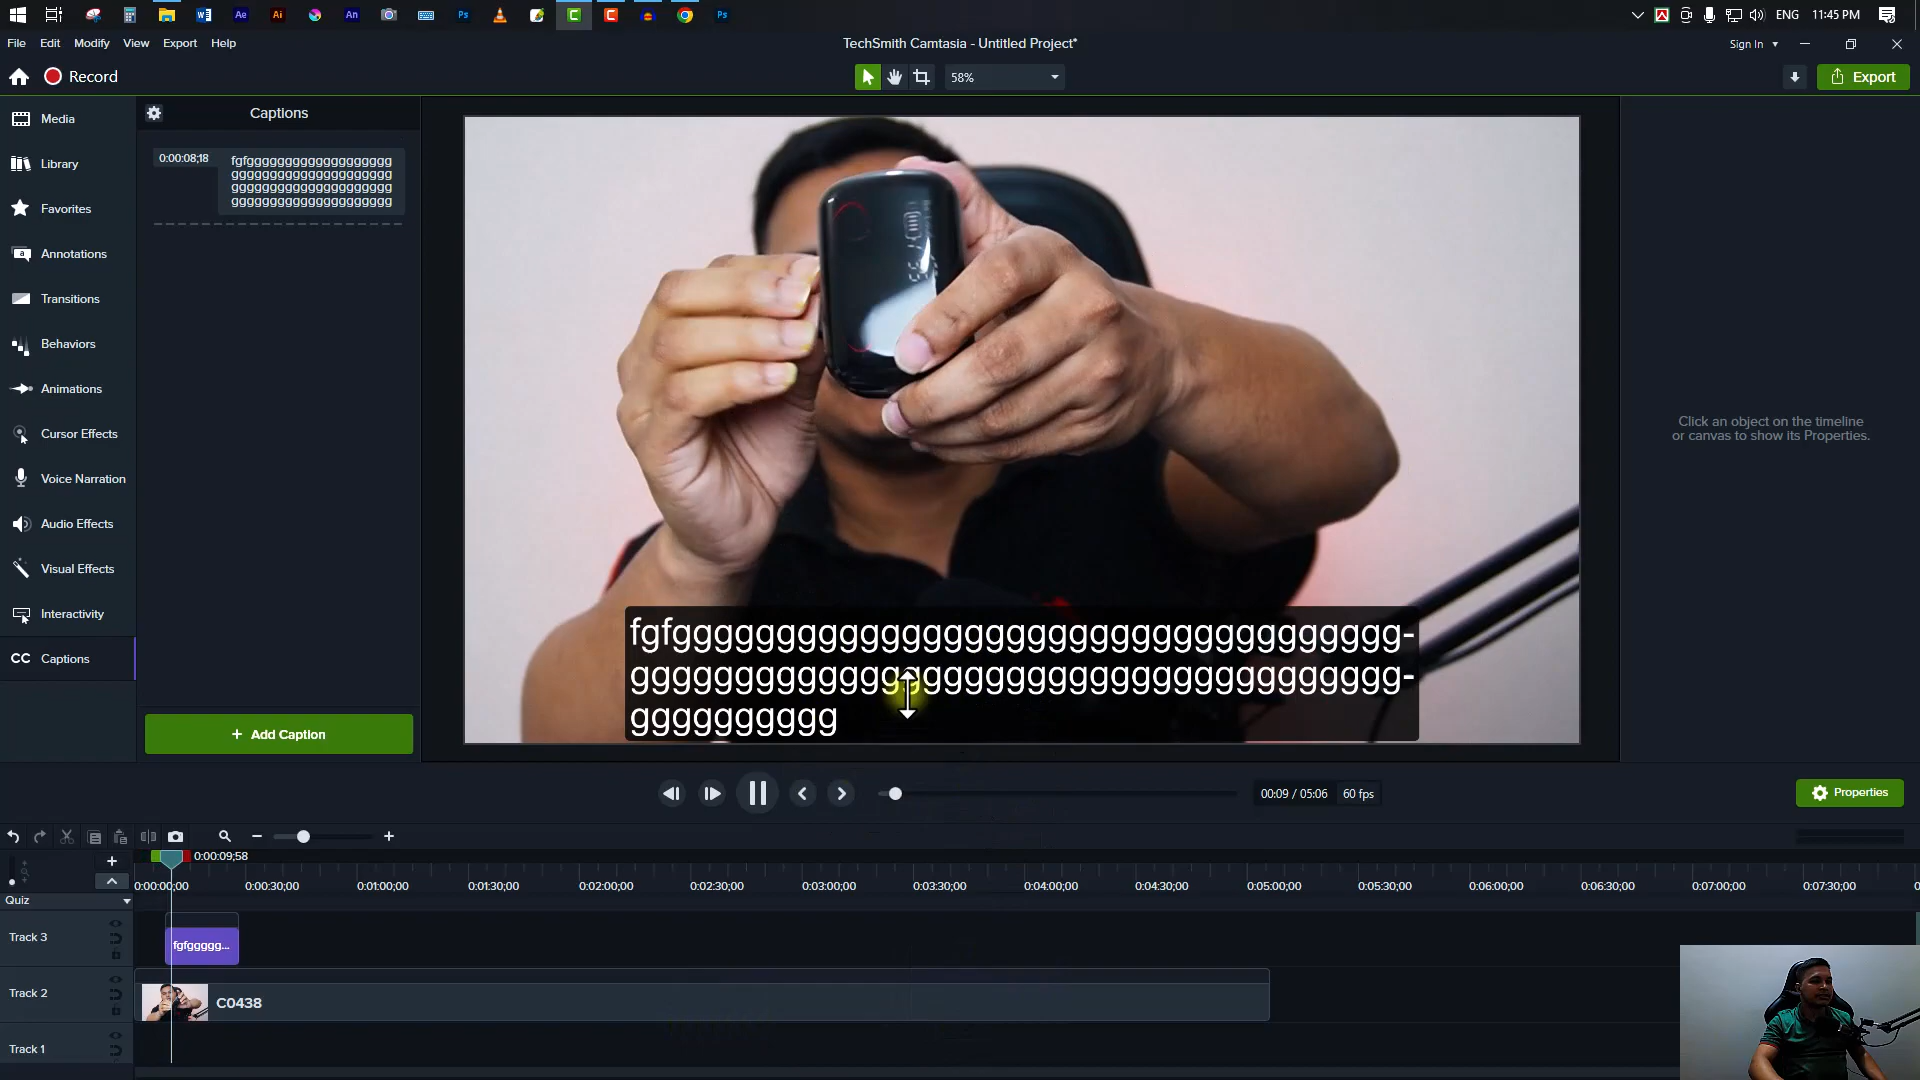 ENG
11:45 PM
File
Edit
Modify
View
Export
Help
TechSmith Camtasia - Untitled Project*
Sign In
Record
58%
Export
Media
Library
Favorites
Annotations
Transitions
Behaviors
Animations
Cursor Effects
Voice Narration
Audio Effects
Visual Effects
Interactivity
CC Captions
Captions
0:00:08;18
+ Add Caption
Click an object on the timeline
or canvas to show its Properties.
00:09 / 05:06
60 fps
Properties
0:00:09;58
0:00:00;00
0:00:30;00
0:01:00;00
0:01:30;00
0:02:00;00
0:02:30;00
0:03:00;00
0:03:30;00
0:04:00;00
0:04:30;00
0:05:00;00
0:05:30;00
0:06:00;00
0:06:30;00
0:07:00;00
0:07:30;00
Quiz
Track 3
fgfggggg...
Track 2
C0438
Track 1